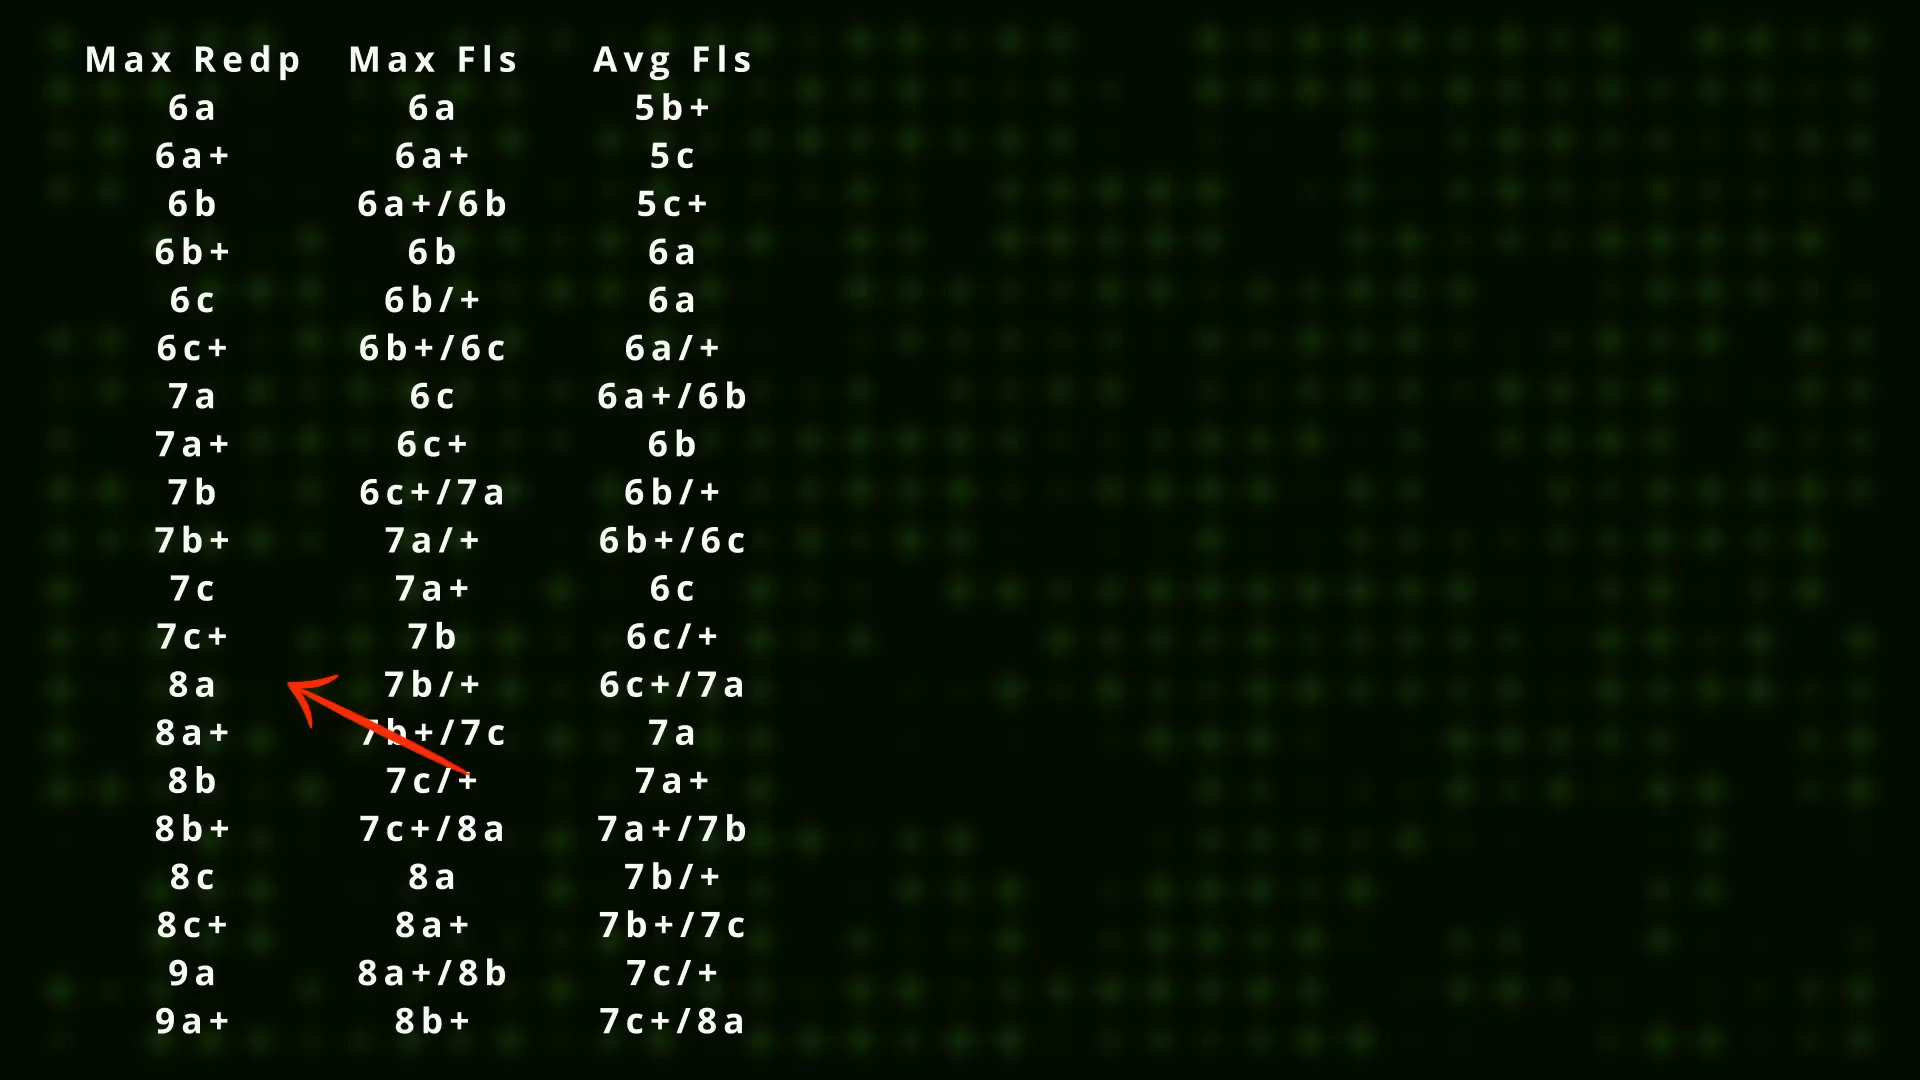 Max Redp Max Fls Avg Fls
6a 6a 5b+
6a+ 6a+ 5c
6b 6a+/6b 5c+
6b+ 6b 6a
6c 6b/+ 6a
6c+ 6b+/6c 6a/+
7a 6c 6a+/6b
7a+ 6c+ 6b
7b 6c+/7a 6b/+
7b+ 7a/+ 6b+/6c
7c 7a+ 6c
7c+ 7b 6c/+
8a 7b/+ 6c+/7a
8a+ 7b+/7c 7a
8b 7c/+ 7a+
8b+ 7c+/8a 7a+/7b
8c 8a 7b/+
8c+ 8a+ 7b+/7c
9a 8a+/8b 7c/+
9a+ 8b+ 7c+/8a